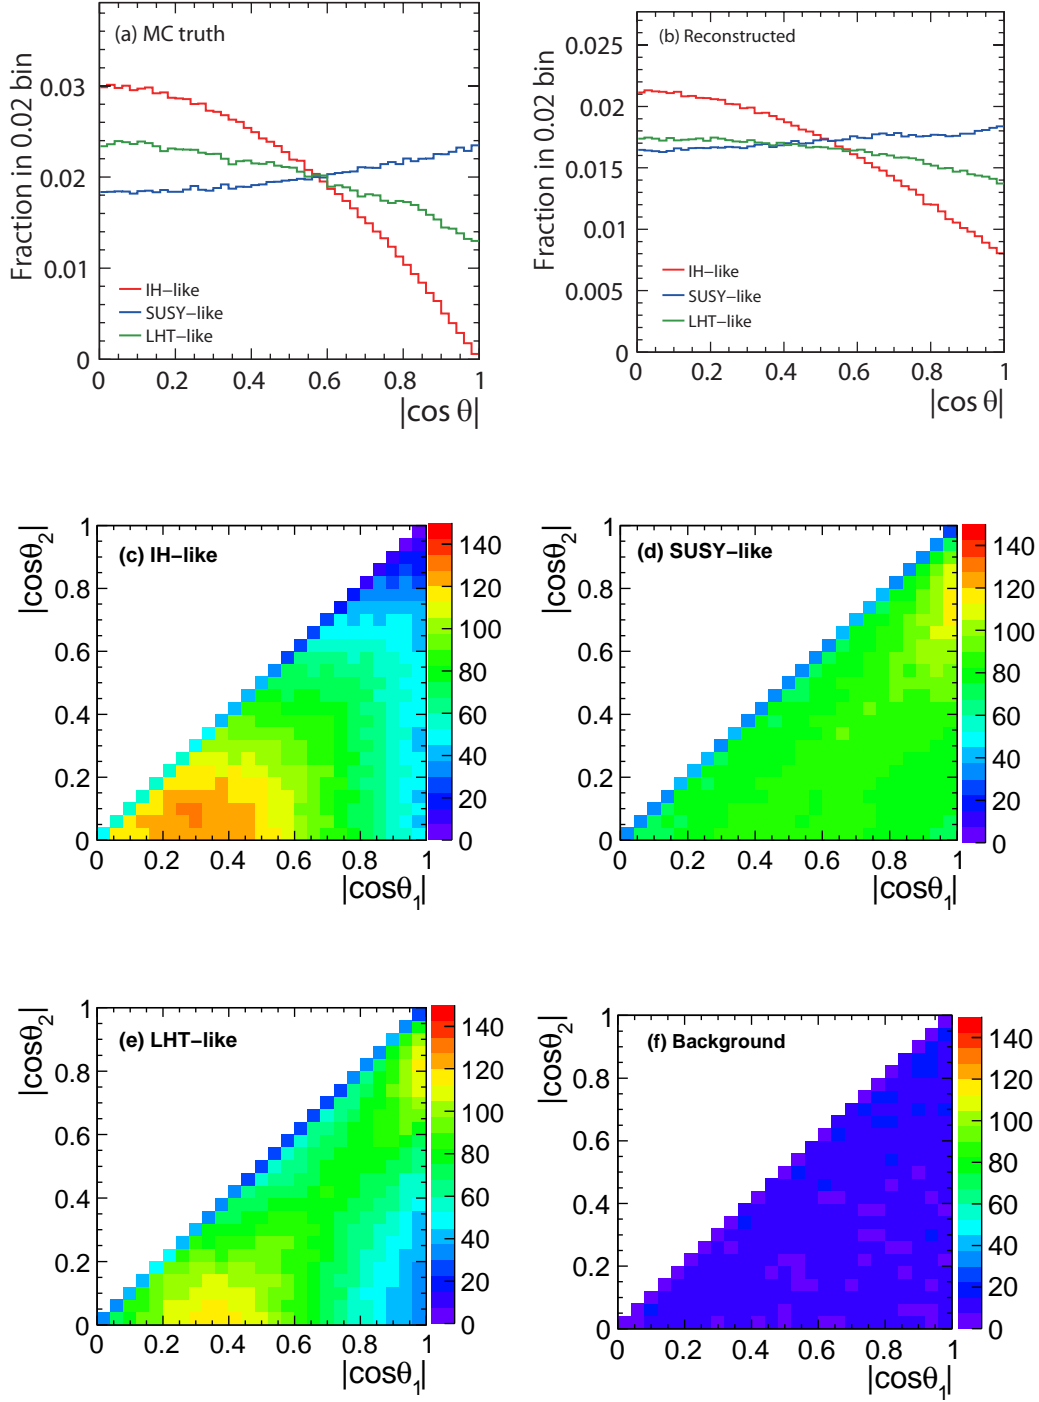 (a) MC truth
Fraction in 0.02 bin
0.03
0.02
0.01
0
IH−like
SUSY−like
LHT−like
0 0.2 0.4 0.6 0.8 1
|cos θ|
(b) Reconstructed
Fraction in 0.02 bin
0.025
0.02
0.015
0.01
0.005
0
IH−like
SUSY−like
LHT−like
0 0.2 0.4 0.6 0.8 1
|cos θ|
(c) IH−like
|cosθ2|
1
0.8
0.6
0.4
0.2
0
0 0.2 0.4 0.6 0.8 1
|cosθ1|
140
120
100
80
60
40
20
0
(d) SUSY−like
|cosθ2|
1
0.8
0.6
0.4
0.2
0
0 0.2 0.4 0.6 0.8 1
|cosθ1|
140
120
100
80
60
40
20
0
(e) LHT−like
|cosθ2|
1
0.8
0.6
0.4
0.2
0
0 0.2 0.4 0.6 0.8 1
|cosθ1|
140
120
100
80
60
40
20
0
(f) Background
|cosθ2|
1
0.8
0.6
0.4
0.2
0
0 0.2 0.4 0.6 0.8 1
|cosθ1|
140
120
100
80
60
40
20
0